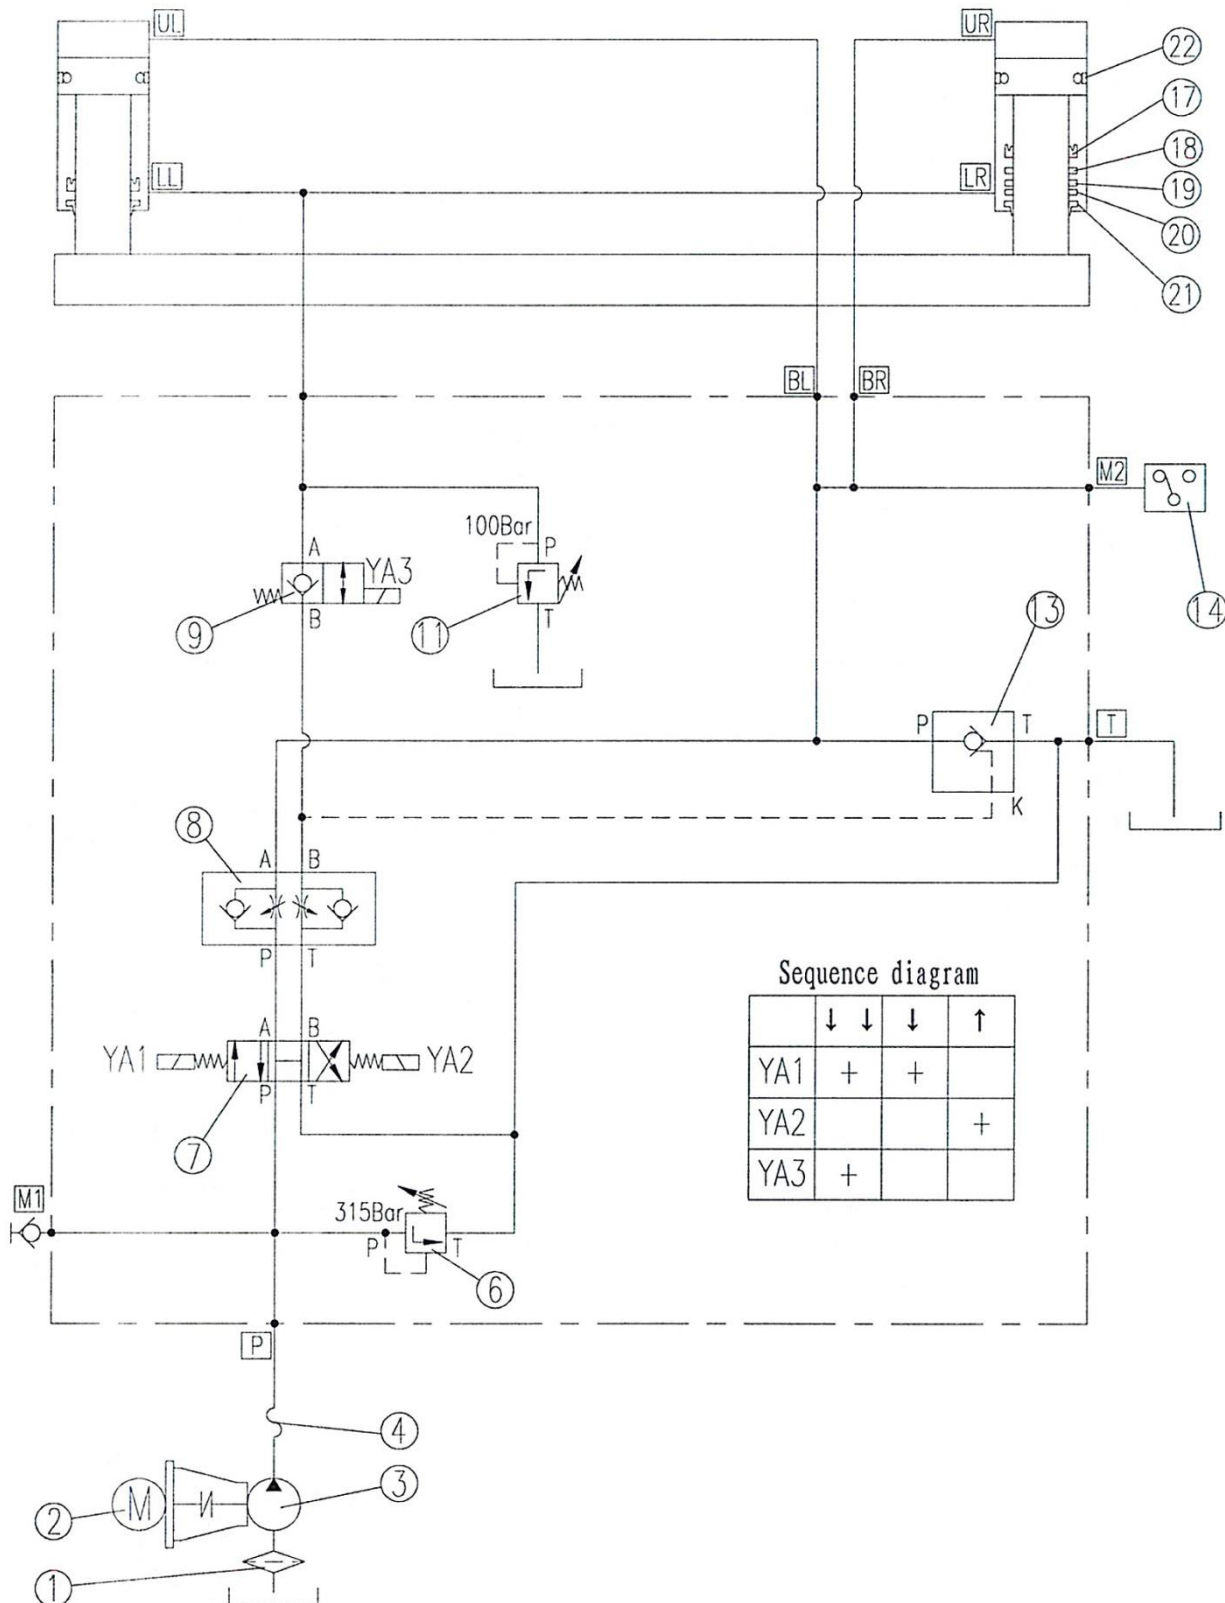 UL
UR
22
17
LL
LR
18
19
20
21
BL
BR
M2
100Bar
P
A
YA3
9
B
11
T
13
14
P
T
T
K
8
A
B
P
T
Sequence diagram
↓ ↓ ↓ ↑
A
B
YA1
YA2
YA1 + +
P
T
YA2 +
7
YA3 +
M1
315Bar
P
T
6
P
4
3
2
M
1